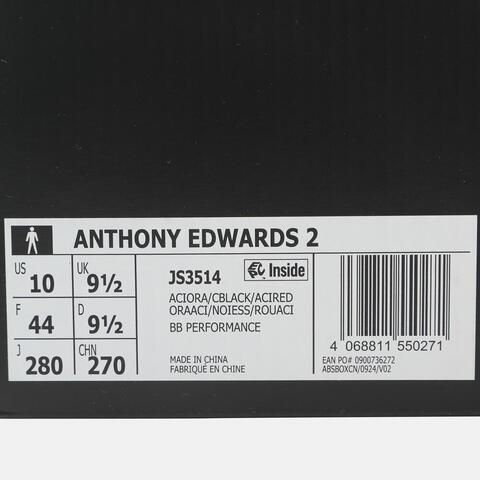 ANTHONY EDWARDS 2
US 10 UK 9½
F 44 D 9½
J 280 CHN 270
JS3514 Inside
ACIORA/CBLACK/ACIRED
ORAACI/NOIESS/ROUACI
BB PERFORMANCE
MADE IN CHINA
FABRIQUÉ EN CHINE
4 068811 550271
EAN PO# 0900736272
ABSBOXCN/0924/V02